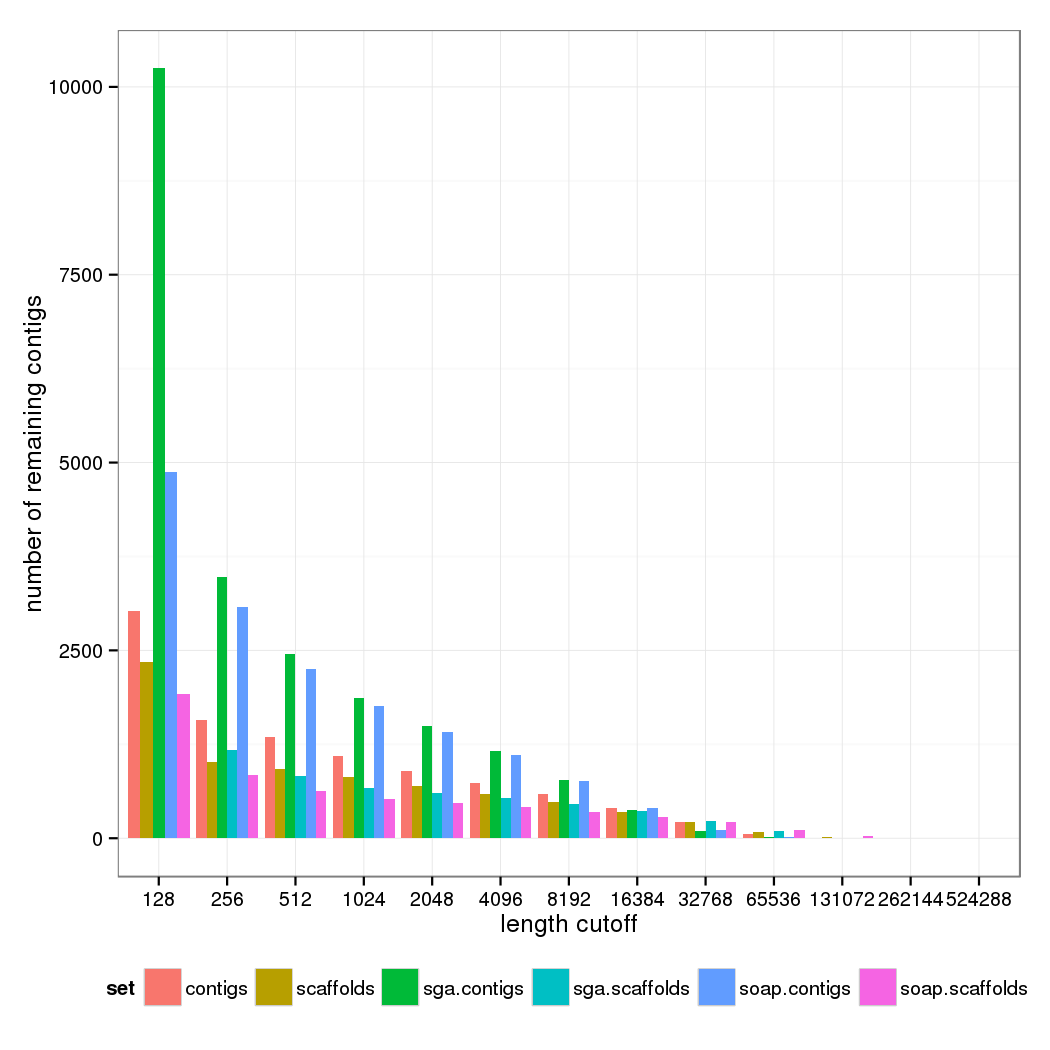 10000
7500
5000
2500
0
number of remaining contigs
128 256 512 1024 2048 4096 8192 16384 32768 65536 131072 262144 524288
length cutoff
set contigs scaffolds sga.contigs sga.scaffolds soap.contigs soap.scaffolds